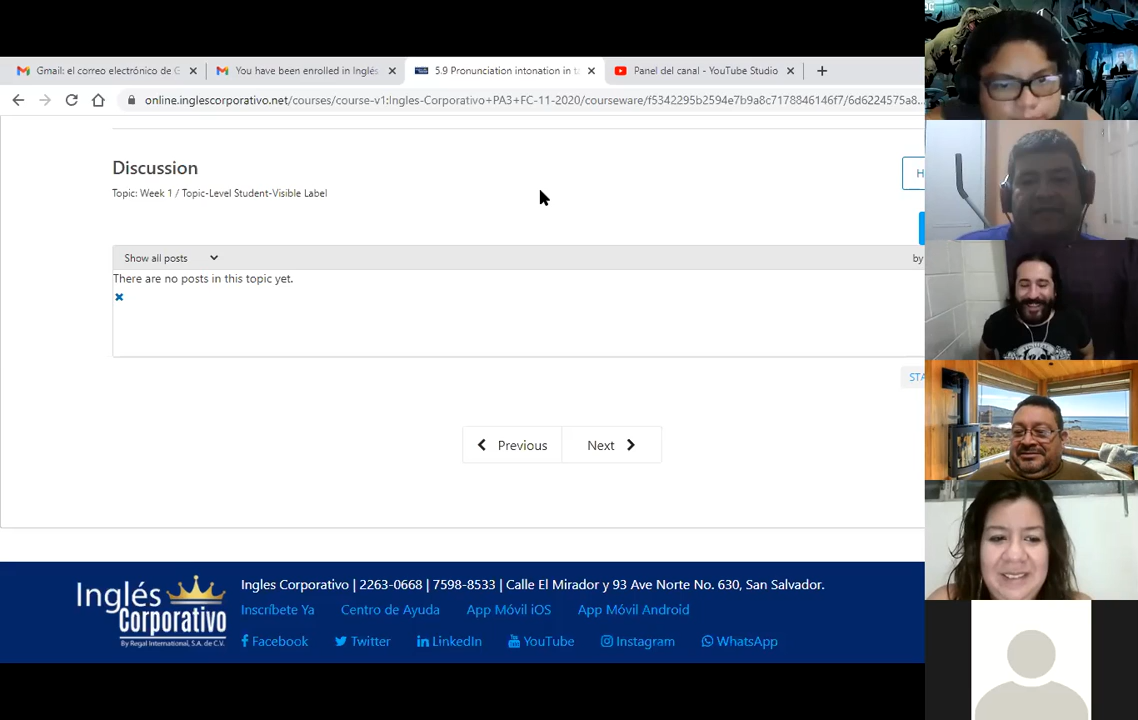 Gmail: el correo electrónico de G
You have been enrolled in Inglés
5.9 Pronunciation intonation in t
Panel del canal - YouTube Studio
online.inglescorporativo.net/courses/course-v1:Ingles-Corporativo+PA3+FC-11-2020/courseware/f5342295b2594e7b9a8c7178846146f7/6d6224575a8...
Discussion
Topic: Week 1 / Topic-Level Student-Visible Label
H
Show all posts
by
There are no posts in this topic yet.
STA
Previous
Next
Inglés
Corporativo
By Regal International, S.A. de C.V.
Ingles Corporativo | 2263-0668 | 7598-8533 | Calle El Mirador y 93 Ave Norte No. 630, San Salvador.
Inscríbete Ya Centro de Ayuda App Móvil iOS App Móvil Android
Facebook Twitter LinkedIn YouTube Instagram WhatsApp